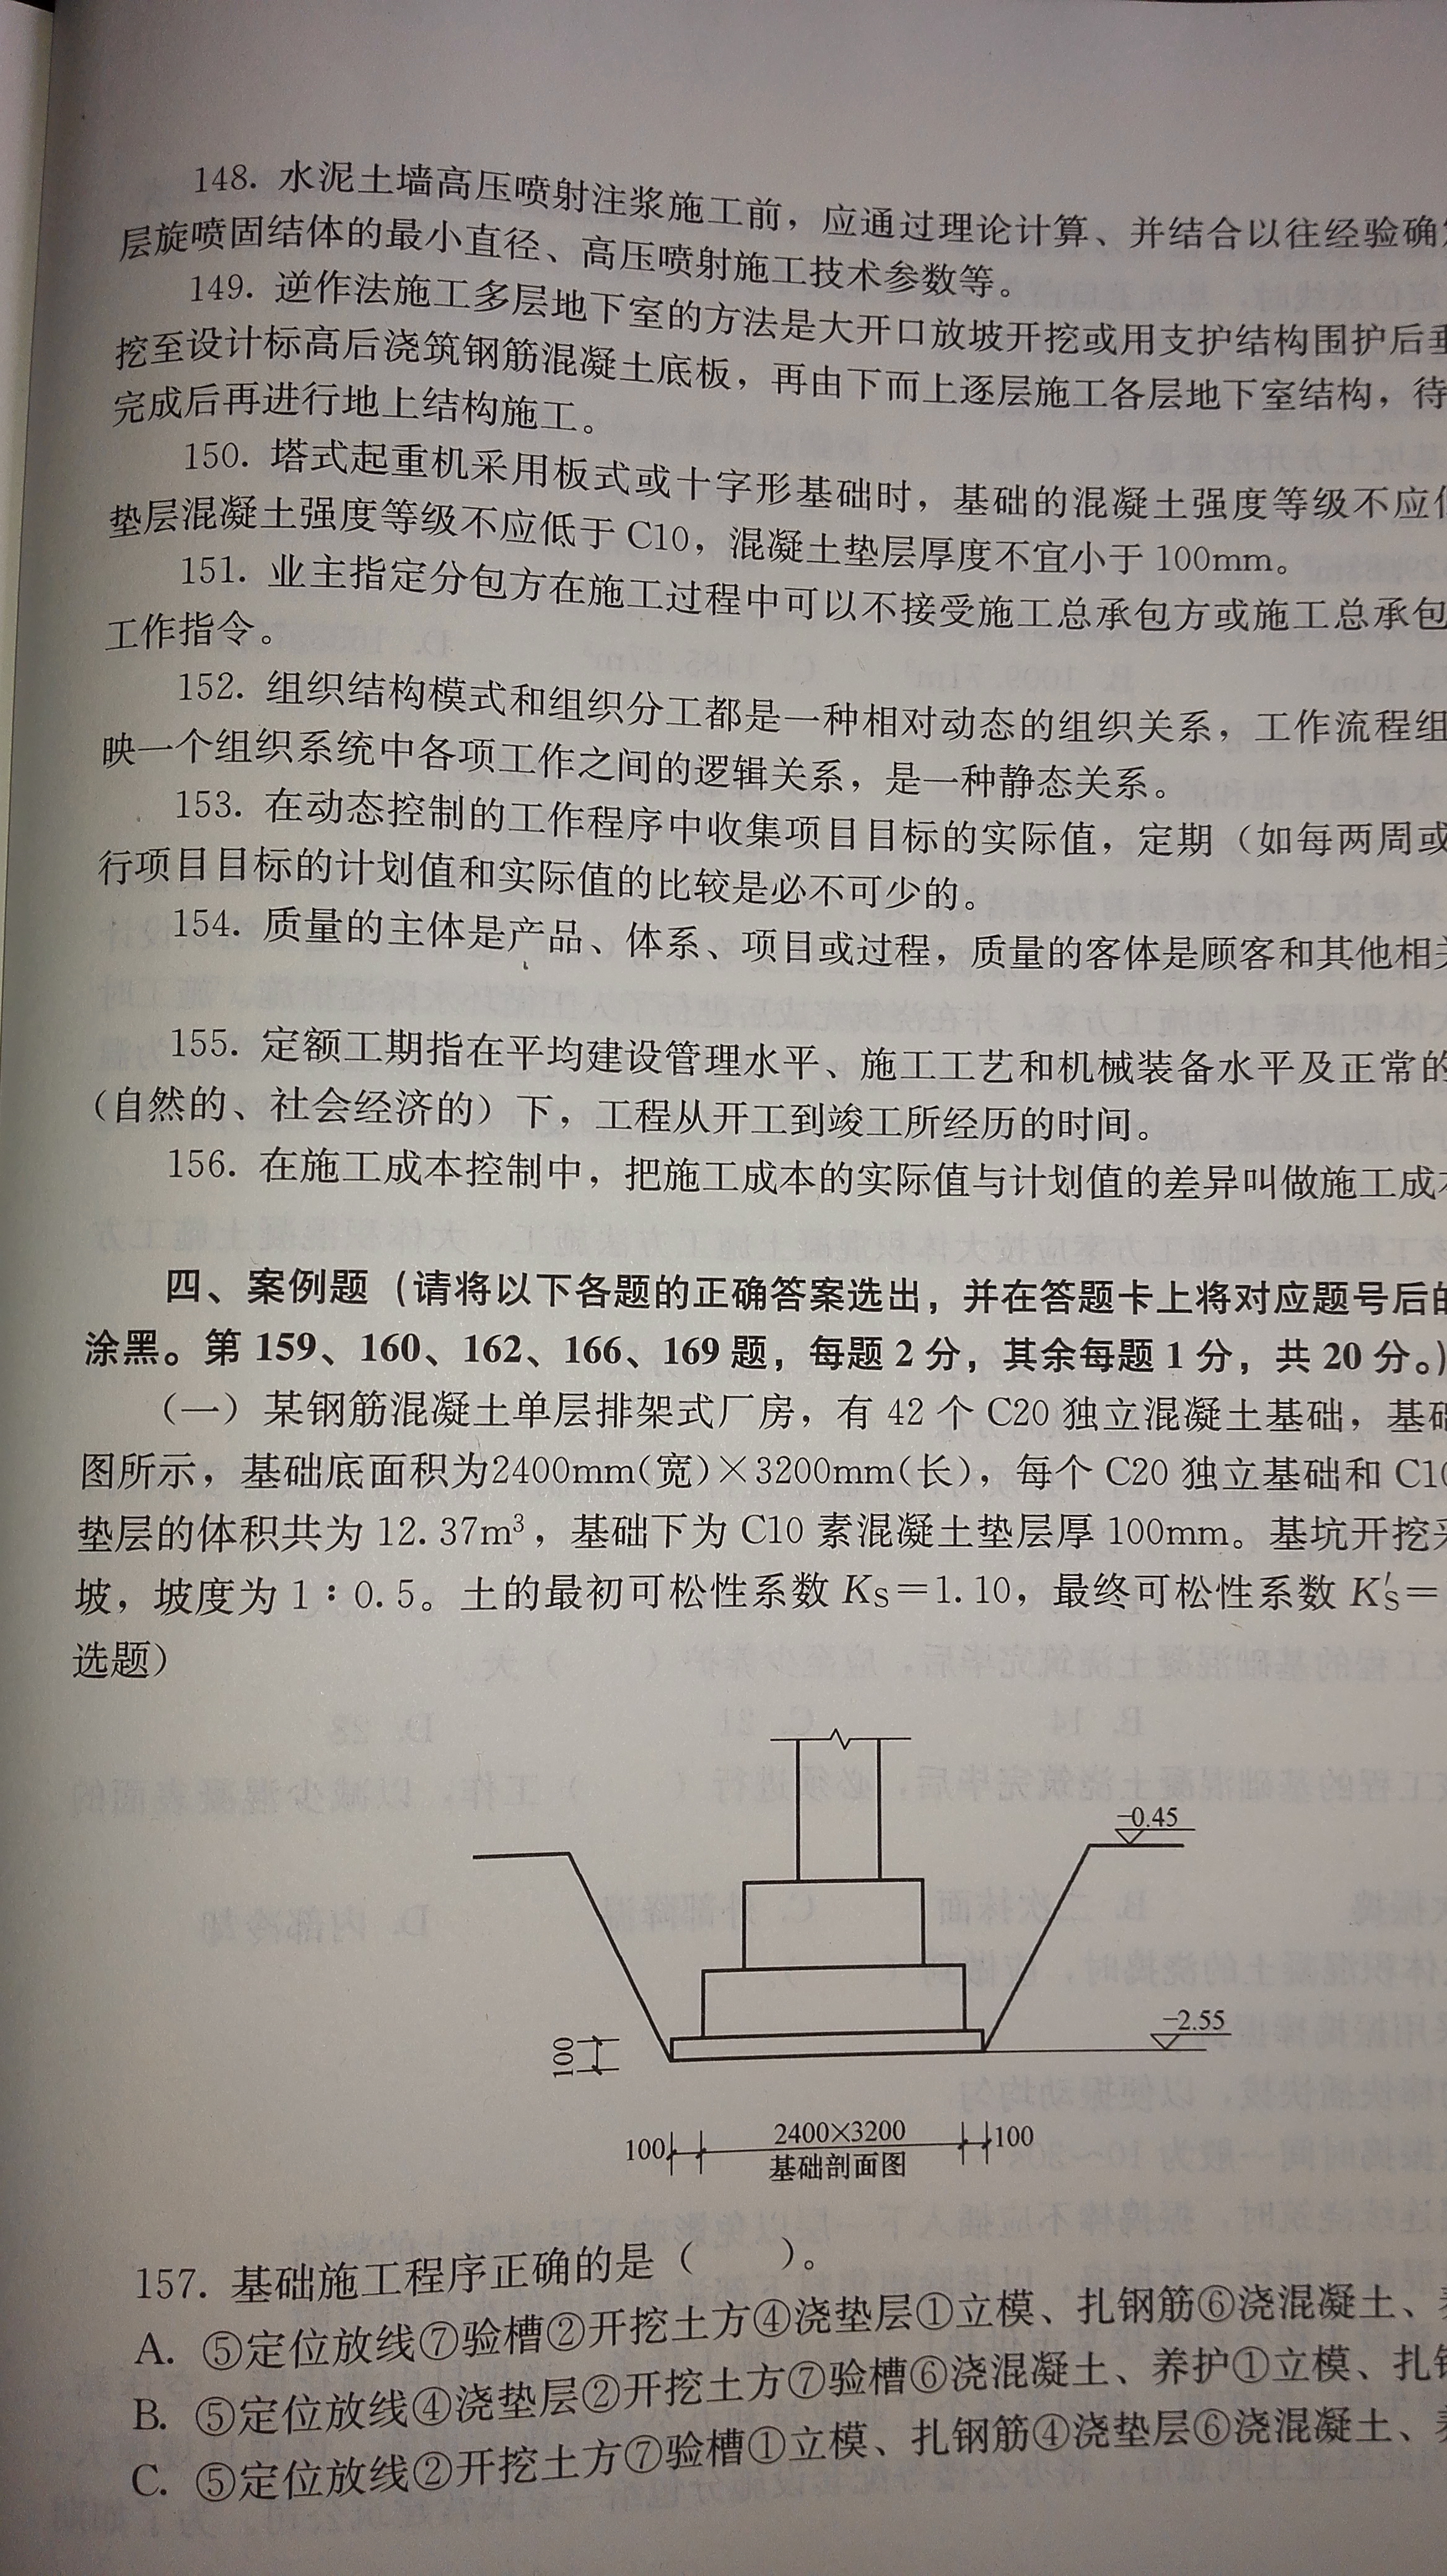 148. 水泥土墙高压喷射注浆施工前，应通过理论计算、并结合以往经验确
层旋喷固结体的最小直径、高压喷射施工技术参数等。
149. 逆作法施工多层地下室的方法是大开口放坡开挖或用支护结构围护后
挖至设计标高后浇筑钢筋混凝土底板，再由下而上逐层施工各层地下室结构，待
完成后再进行地上结构施工。
150. 塔式起重机采用板式或十字形基础时，基础的混凝土强度等级不应
垫层混凝土强度等级不应低于 C10，混凝土垫层厚度不宜小于 100mm。
151. 业主指定分包方在施工过程中可以不接受施工总承包方或施工总承包
工作指令。
152. 组织结构模式和组织分工都是一种相对动态的组织关系，工作流程组
映一个组织系统中各项工作之间的逻辑关系，是一种静态关系。
153. 在动态控制的工作程序中收集项目目标的实际值，定期（如每两周或
行项目目标的计划值和实际值的比较是必不可少的。
154. 质量的主体是产品、体系、项目或过程，质量的客体是顾客和其他相
155. 定额工期指在平均建设管理水平、施工工艺和机械装备水平及正常的
（自然的、社会经济的）下，工程从开工到竣工所经历的时间。
156. 在施工成本控制中，把施工成本的实际值与计划值的差异叫做施工成
四、案例题（请将以下各题的正确答案选出，并在答题卡上将对应题号后
涂黑。第 159、160、162、166、169 题，每题 2 分，其余每题 1 分，共 20 分。）
（一）某钢筋混凝土单层排架式厂房，有 42 个 C20 独立混凝土基础，基
图所示，基础底面积为2400mm(宽)×3200mm(长)，每个 C20 独立基础和 C10
垫层的体积共为 12.37m³，基础下为 C10 素混凝土垫层厚 100mm。基坑开挖
坡，坡度为 1：0.5。土的最初可松性系数 KS=1.10，最终可松性系数 K′S=
选题）
-0.45
-2.55
100
100
2400×3200
100
基础剖面图
157. 基础施工程序正确的是（　　）。
A. ⑤定位放线⑦验槽②开挖土方④浇垫层①立模、扎钢筋⑥浇混凝土、
B. ⑤定位放线④浇垫层②开挖土方⑦验槽⑥浇混凝土、养护①立模、扎
C. ⑤定位放线②开挖土方⑦验槽①立模、扎钢筋④浇垫层⑥浇混凝土、